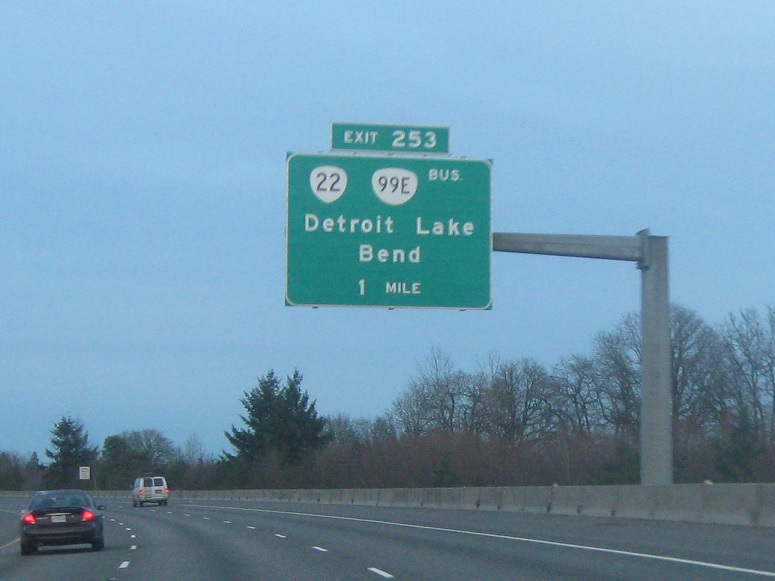 EXIT 253
22 99E BUS.
Detroit Lake
Bend
1 MILE